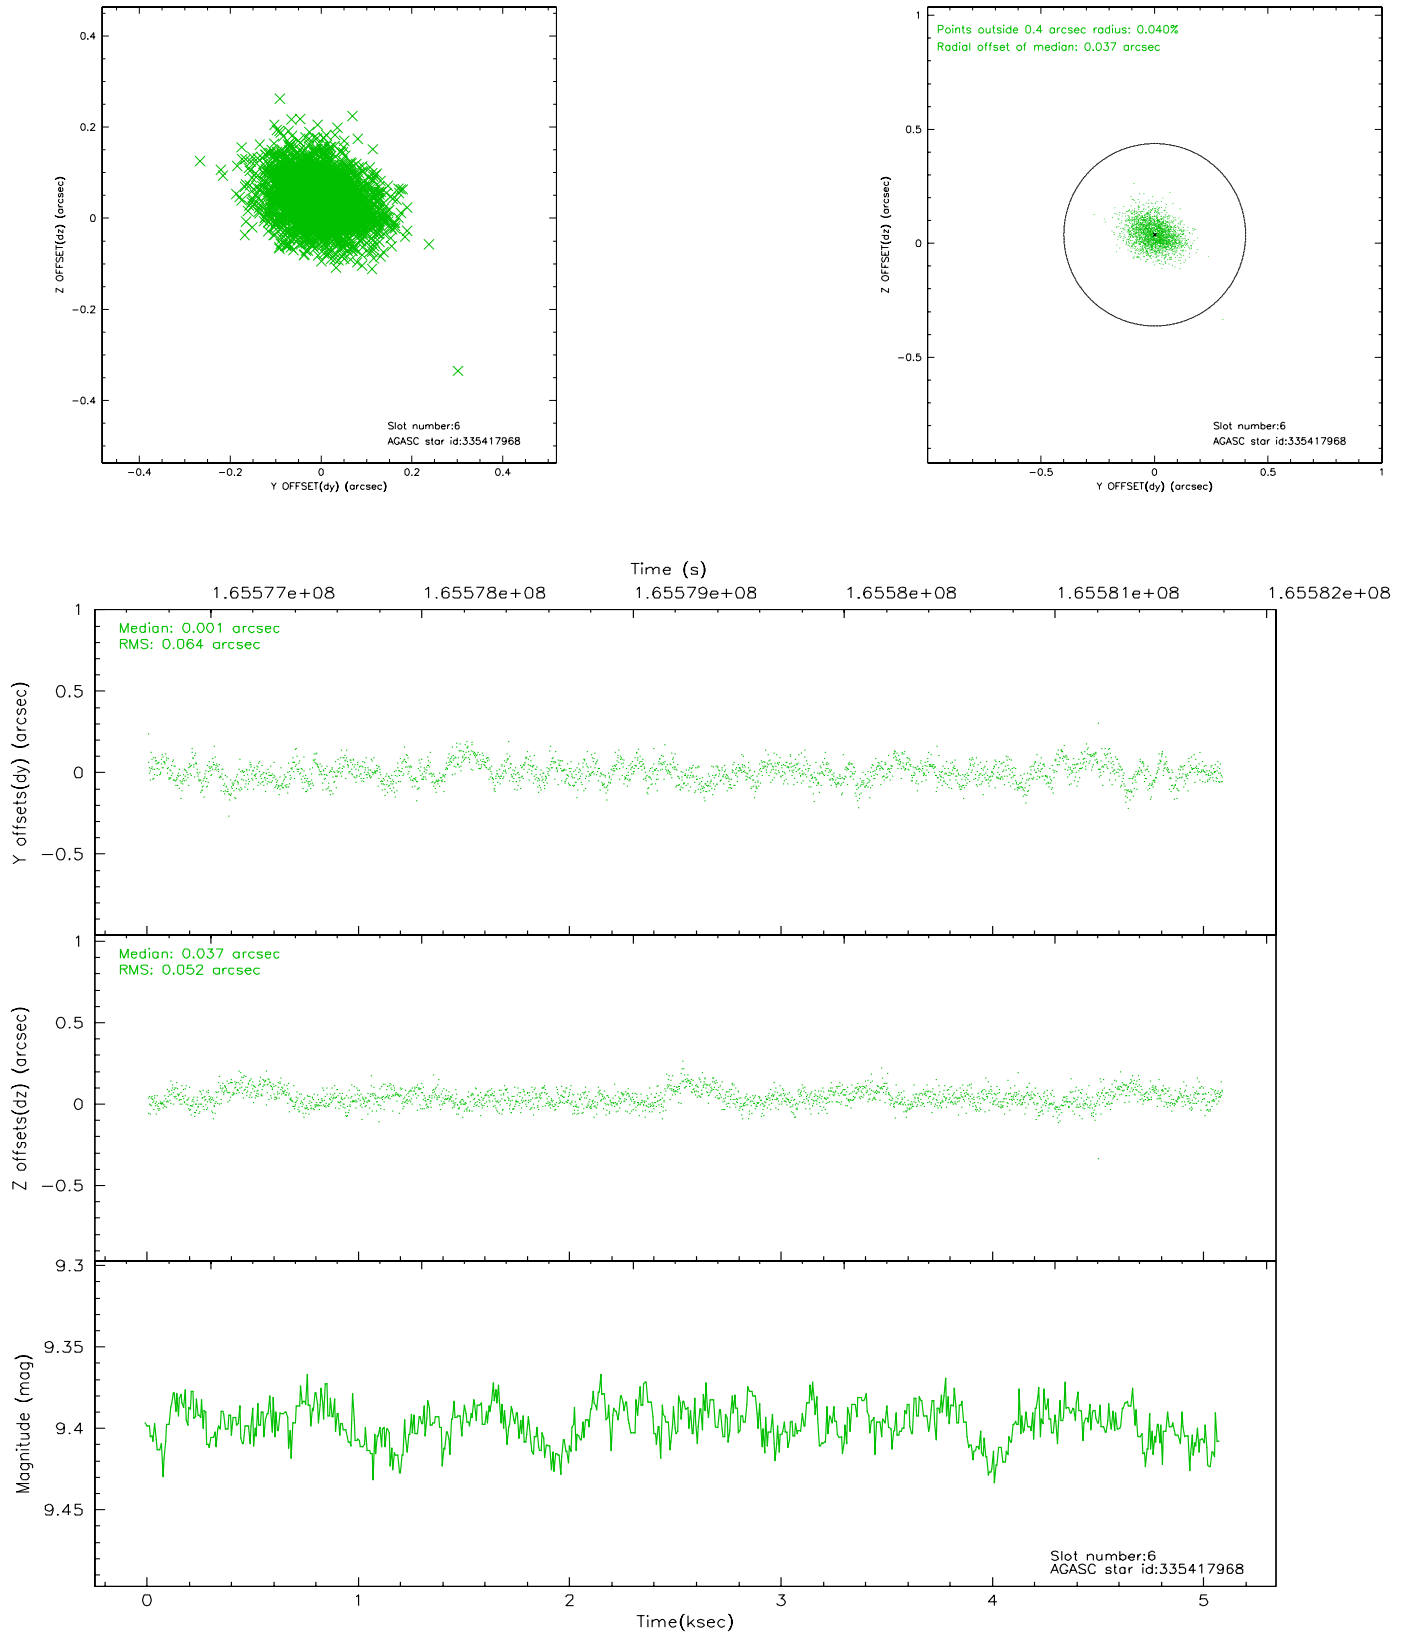 0.4
0.2
0
−0.2
−0.4
Z OFFSET(dz) (arcsec)
Slot number:6
AGASC star id:335417968
−0.4 −0.2 0 0.2 0.4
Y OFFSET(dy) (arcsec)
Points outside 0.4 arcsec radius: 0.040%
Radial offset of median: 0.037 arcsec
1
0.5
0
−0.5
Z OFFSET(dz) (arcsec)
Slot number:6
AGASC star id:335417968
−0.5 0 0.5 1
Y OFFSET(dy) (arcsec)
Time (s)
1.65577e+08 1.65578e+08 1.65579e+08 1.6558e+08 1.65581e+08 1.65582e+08
Median: 0.001 arcsec
RMS: 0.064 arcsec
1
0.5
0
−0.5
Y offsets(dy) (arcsec)
Median: 0.037 arcsec
RMS: 0.052 arcsec
1
0.5
0
−0.5
Z offsets(dz) (arcsec)
9.3
9.35
9.4
9.45
Magnitude (mag)
Slot number:6
AGASC star id:335417968
0 1 2 3 4 5
Time(ksec)